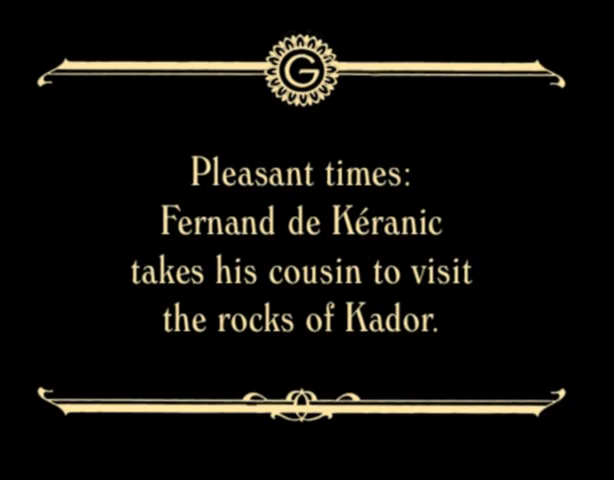 G
Pleasant times:
Fernand de Kéranic
takes his cousin to visit
the rocks of Kador.